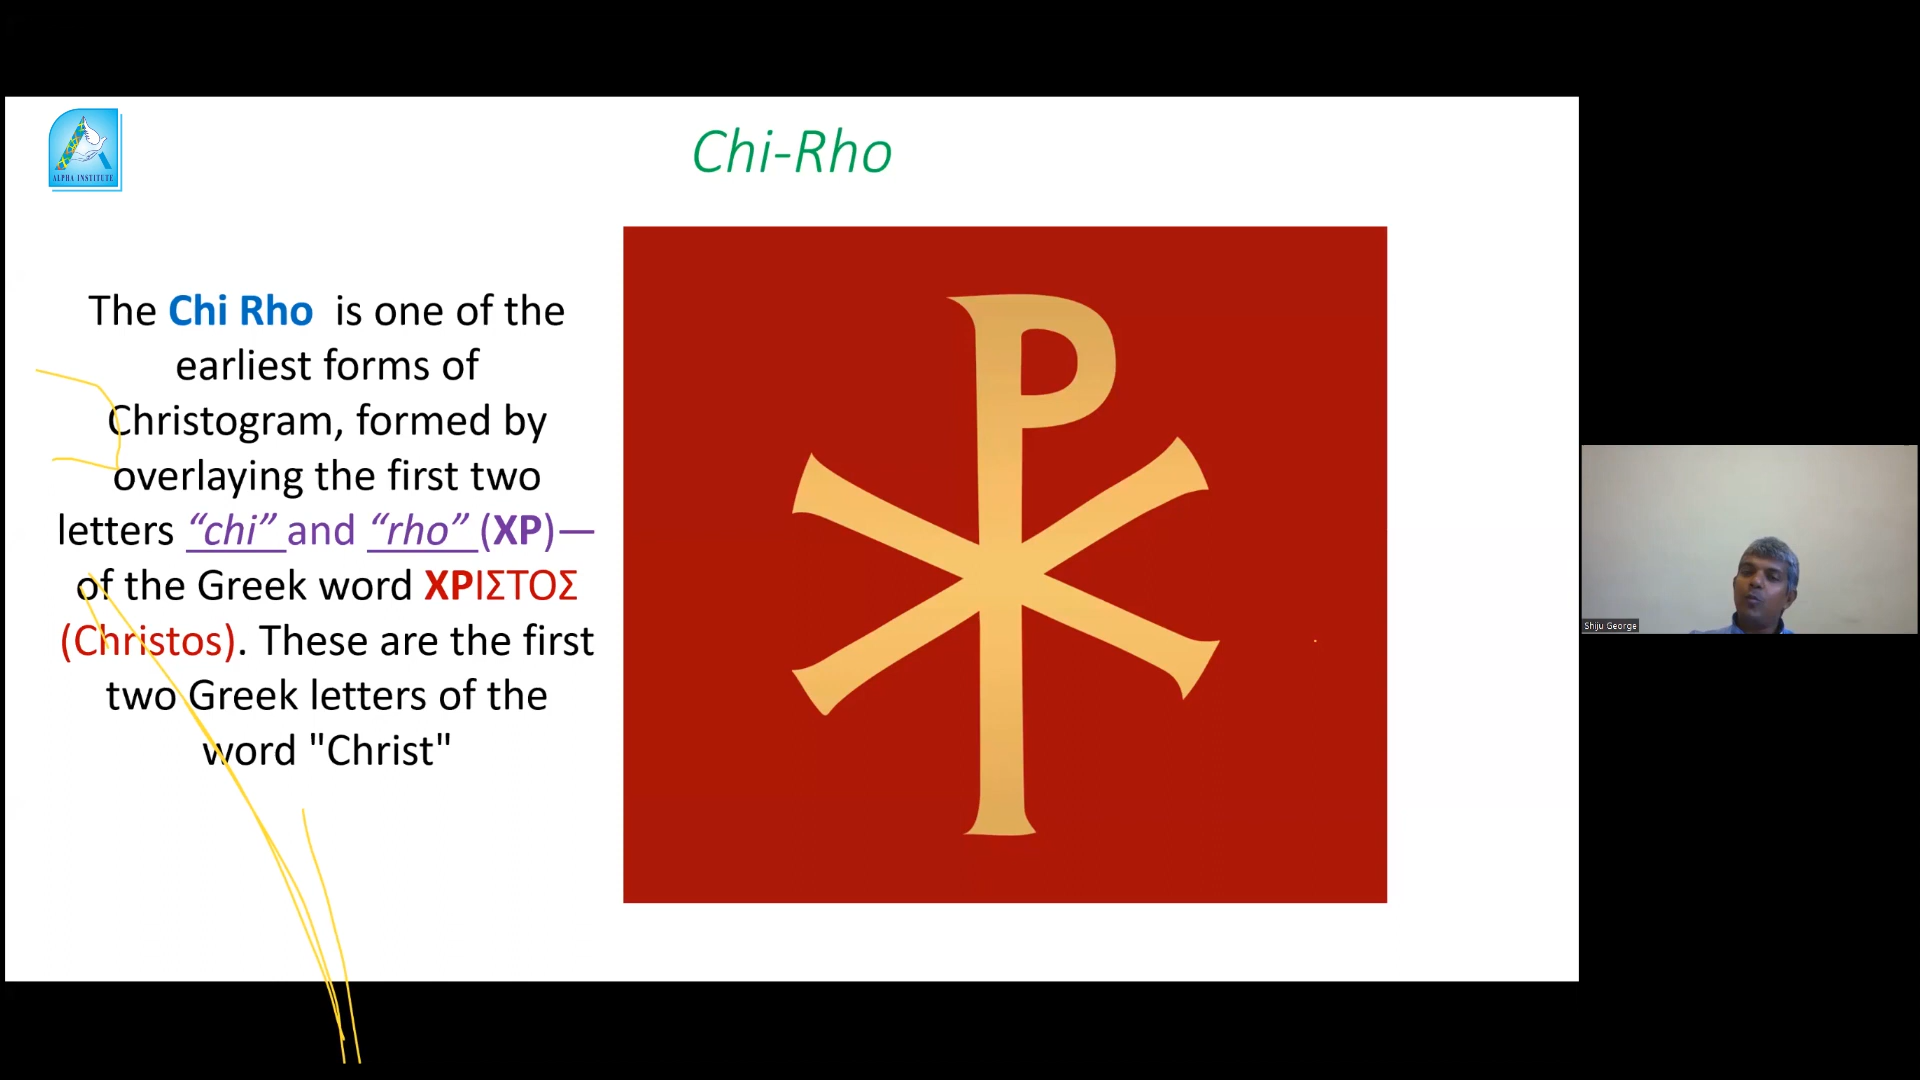 ALPHA INSTITUTE
Chi-Rho
The Chi Rho is one of the
earliest forms of
Christogram, formed by
overlaying the first two
letters “chi” and “rho” (XP)—
of the Greek word ΧΡΙΣΤΟΣ
(Christos). These are the first
two Greek letters of the
word "Christ"
Shiju George